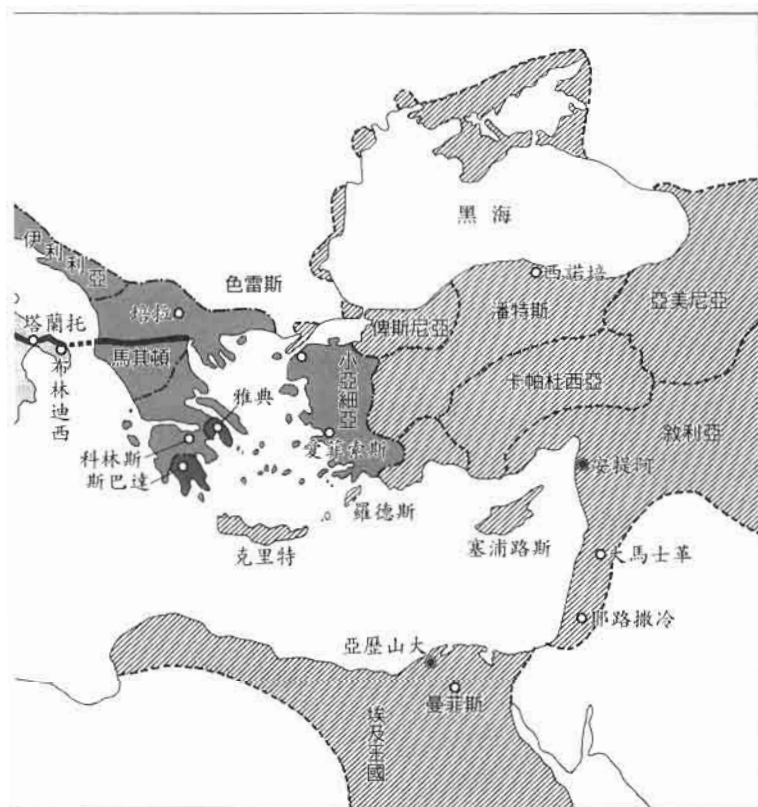 黑海
伊利利亞
色雷斯
西諾培
培拉
潘特斯
亞美尼亞
俾斯尼亞
塔蘭托
馬其頓
布林迪西
小亞細亞
卡帕杜西亞
雅典
敘利亞
科林斯
愛菲索斯
斯巴達
安提阿
羅德斯
克里特
塞浦路斯
大馬士革
耶路撒冷
亞歷山大
曼菲斯
埃及王國